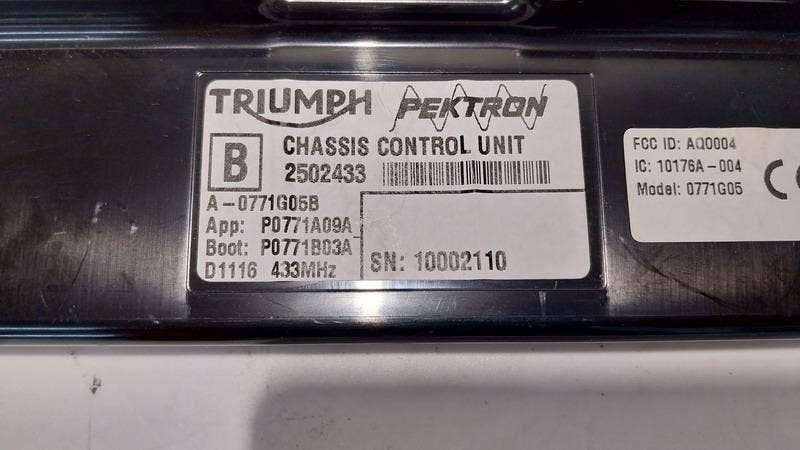 TRIUMPH PEKTRON
B CHASSIS CONTROL UNIT
2502433
A-0771G05B
App: P0771A09A
Boot: P0771B03A
D1116 433MHz
SN: 10002110
FCC ID: AQO004
IC: 10176A-004
Model: 0771G05
CE